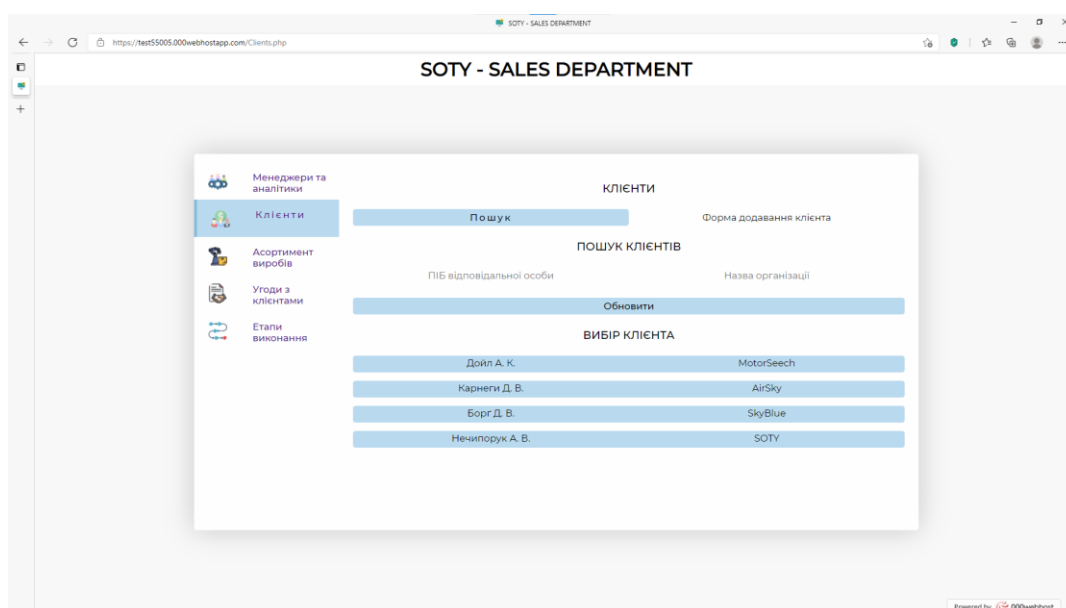 SOTY - SALES DEPARTMENT
https://test55005.000webhostapp.com/Clients.php
SOTY - SALES DEPARTMENT
Менеджери та
аналітики
Клієнти
Асортимент
виробів
Угоди з
клієнтами
Етапи
виконання
КЛІЄНТИ
Пошук Форма додавання клієнта
ПОШУК КЛІЄНТІВ
ПІБ відповідальної особи Назва організації
Обновити
ВИБІР КЛІЄНТА
Дойл А. К. MotorSeech
Карнеги Д. В. AirSky
Борг Д. В. SkyBlue
Нечипорук А. В. SOTY
Powered by 000webhost